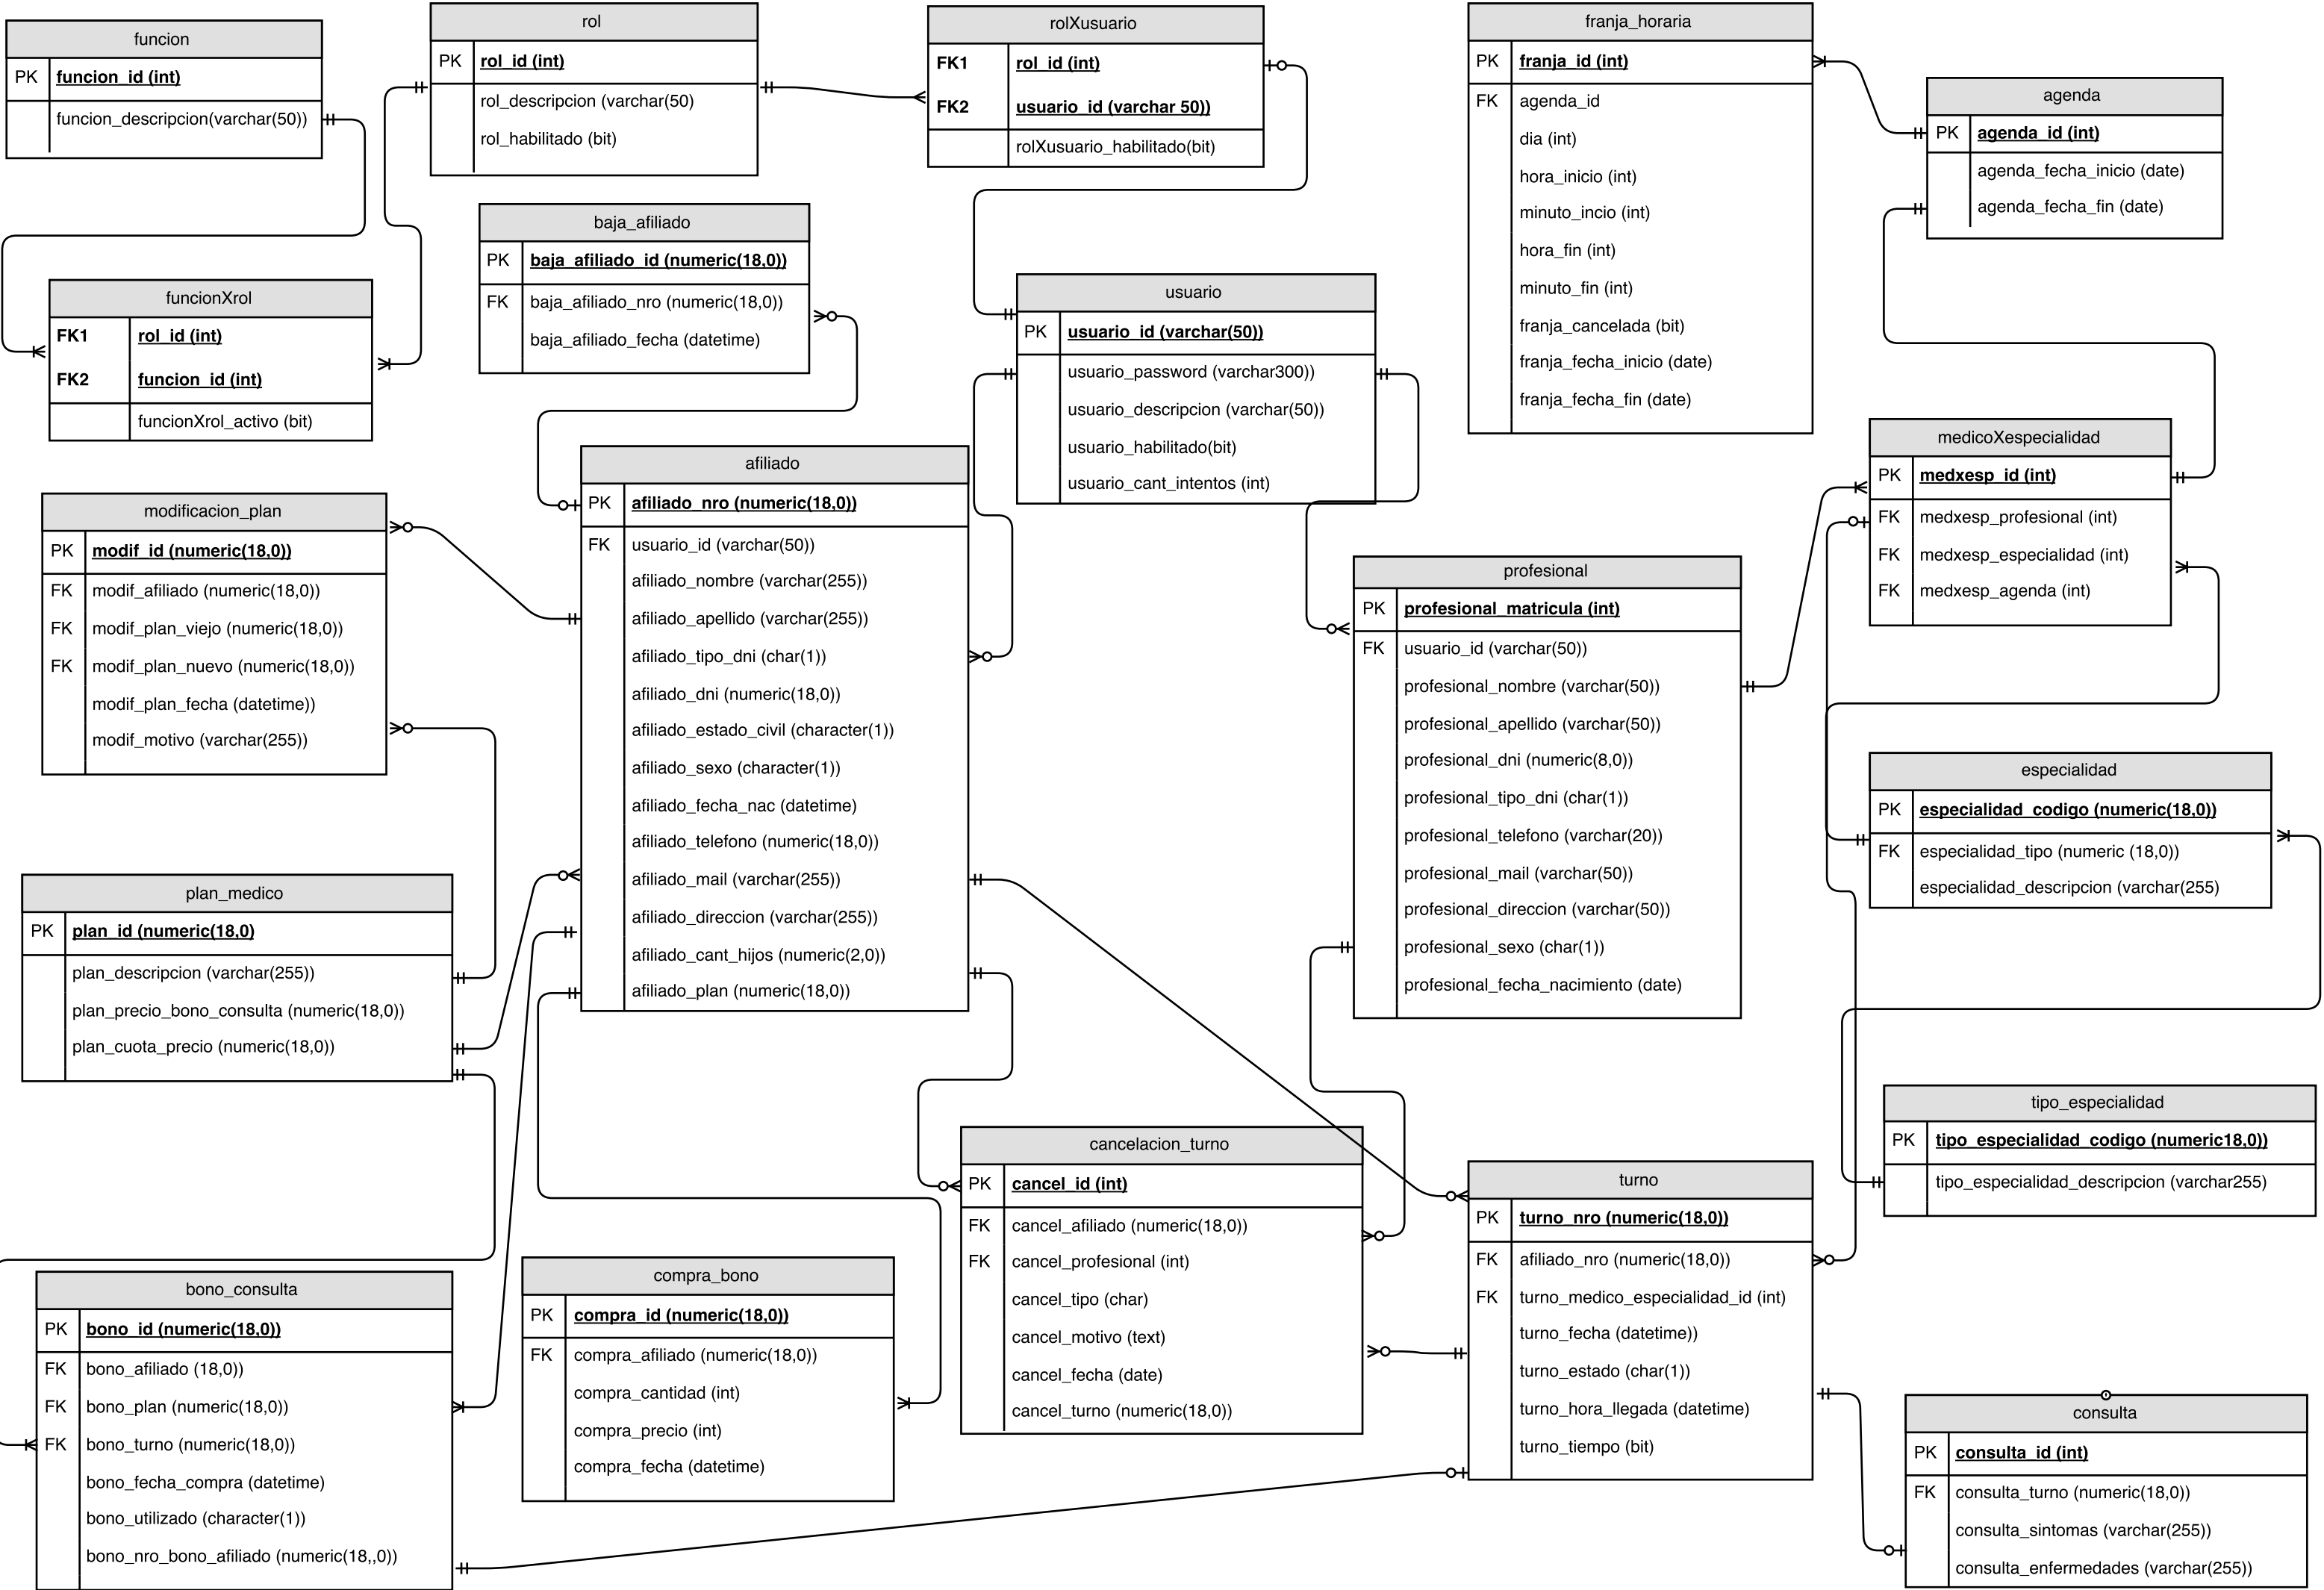 funcion
PK funcion_id (int)
funcion_descripcion(varchar(50))
rol
PK rol_id (int)
rol_descripcion (varchar(50)
rol_habilitado (bit)
rolXusuario
FK1 rol_id (int)
FK2 usuario_id (varchar 50))
rolXusuario_habilitado(bit)
franja_horaria
PK franja_id (int)
FK agenda_id
dia (int)
hora_inicio (int)
minuto_incio (int)
hora_fin (int)
minuto_fin (int)
franja_cancelada (bit)
franja_fecha_inicio (date)
franja_fecha_fin (date)
agenda
PK agenda_id (int)
agenda_fecha_inicio (date)
agenda_fecha_fin (date)
baja_afiliado
PK baja_afiliado_id (numeric(18,0))
FK baja_afiliado_nro (numeric(18,0))
baja_afiliado_fecha (datetime)
funcionXrol
FK1 rol_id (int)
FK2 funcion_id (int)
funcionXrol_activo (bit)
usuario
PK usuario_id (varchar(50))
usuario_password (varchar300))
usuario_descripcion (varchar(50))
usuario_habilitado(bit)
usuario_cant_intentos (int)
medicoXespecialidad
PK medxesp_id (int)
FK medxesp_profesional (int)
FK medxesp_especialidad (int)
FK medxesp_agenda (int)
afiliado
PK afiliado_nro (numeric(18,0))
FK usuario_id (varchar(50))
afiliado_nombre (varchar(255))
afiliado_apellido (varchar(255))
afiliado_tipo_dni (char(1))
afiliado_dni (numeric(18,0))
afiliado_estado_civil (character(1))
afiliado_sexo (character(1))
afiliado_fecha_nac (datetime)
afiliado_telefono (numeric(18,0))
afiliado_mail (varchar(255))
afiliado_direccion (varchar(255))
afiliado_cant_hijos (numeric(2,0))
afiliado_plan (numeric(18,0))
modificacion_plan
PK modif_id (numeric(18,0))
FK modif_afiliado (numeric(18,0))
FK modif_plan_viejo (numeric(18,0))
FK modif_plan_nuevo (numeric(18,0))
modif_plan_fecha (datetime))
modif_motivo (varchar(255))
profesional
PK profesional_matricula (int)
FK usuario_id (varchar(50))
profesional_nombre (varchar(50))
profesional_apellido (varchar(50))
profesional_dni (numeric(8,0))
profesional_tipo_dni (char(1))
profesional_telefono (varchar(20))
profesional_mail (varchar(50))
profesional_direccion (varchar(50))
profesional_sexo (char(1))
profesional_fecha_nacimiento (date)
especialidad
PK especialidad_codigo (numeric(18,0))
FK especialidad_tipo (numeric (18,0))
especialidad_descripcion (varchar(255)
plan_medico
PK plan_id (numeric(18,0)
plan_descripcion (varchar(255))
plan_precio_bono_consulta (numeric(18,0))
plan_cuota_precio (numeric(18,0))
tipo_especialidad
PK tipo_especialidad_codigo (numeric18,0))
tipo_especialidad_descripcion (varchar255)
cancelacion_turno
PK cancel_id (int)
FK cancel_afiliado (numeric(18,0))
FK cancel_profesional (int)
cancel_tipo (char)
cancel_motivo (text)
cancel_fecha (date)
cancel_turno (numeric(18,0))
turno
PK turno_nro (numeric(18,0))
FK afiliado_nro (numeric(18,0))
FK turno_medico_especialidad_id (int)
turno_fecha (datetime))
turno_estado (char(1))
turno_hora_llegada (datetime)
turno_tiempo (bit)
bono_consulta
PK bono_id (numeric(18,0))
FK bono_afiliado (18,0))
FK bono_plan (numeric(18,0))
FK bono_turno (numeric(18,0))
bono_fecha_compra (datetime)
bono_utilizado (character(1))
bono_nro_bono_afiliado (numeric(18,,0))
compra_bono
PK compra_id (numeric(18,0))
FK compra_afiliado (numeric(18,0))
compra_cantidad (int)
compra_precio (int)
compra_fecha (datetime)
consulta
PK consulta_id (int)
FK consulta_turno (numeric(18,0))
consulta_sintomas (varchar(255))
consulta_enfermedades (varchar(255))